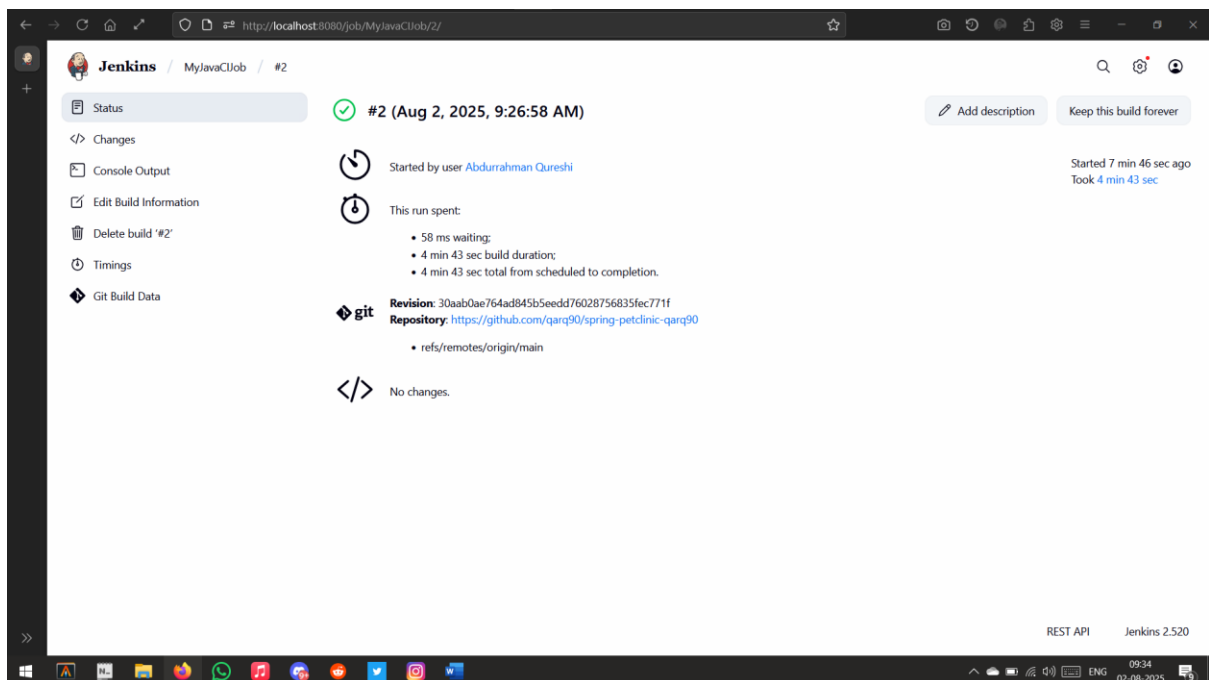 http://localhost:8080/job/MyJavaCIJob/2/
Jenkins / MyJavaCIJob / #2
Status
Changes
Console Output
Edit Build Information
Delete build '#2'
Timings
Git Build Data
#2 (Aug 2, 2025, 9:26:58 AM)
Add description
Keep this build forever
Started by user Abdurrahman Qureshi
Started 7 min 46 sec ago
Took 4 min 43 sec
This run spent:
• 58 ms waiting;
• 4 min 43 sec build duration;
• 4 min 43 sec total from scheduled to completion.
git
Revision: 30aab0ae764ad845b5eedd76028756835fec771f
Repository: https://github.com/qarq90/spring-petclinic-qarq90
• refs/remotes/origin/main
No changes.
REST API
Jenkins 2.520
ENG
09:34
02-08-2025